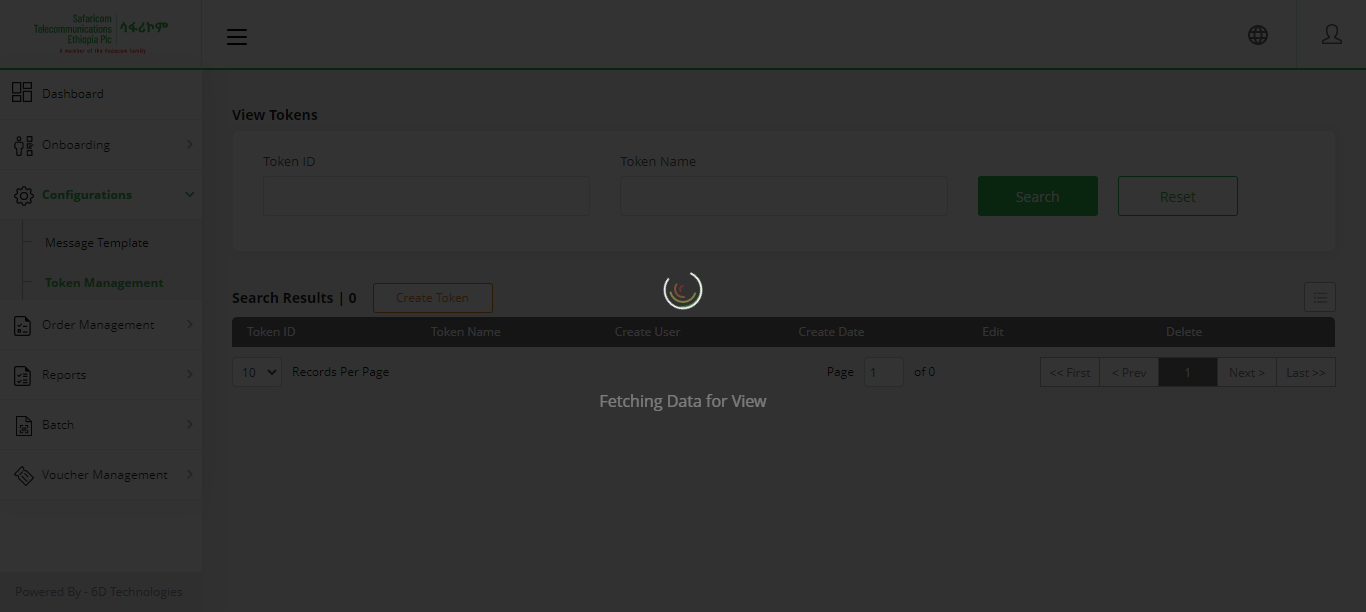 Safaricom
Telecommunications
Ethiopia Plc
ሳፋሪኮም
A member of the Vodacom family
Dashboard
Onboarding
Configurations
Message Template
Token Management
Order Management
Reports
Batch
Voucher Management
Powered By - 6D Technologies
View Tokens
Token ID
Token Name
Search
Reset
Search Results | 0
Create Token
Token ID Token Name Create User Create Date Edit Delete
10 Records Per Page
Page 1 of 0
<< First < Prev 1 Next > Last >>
Fetching Data for View